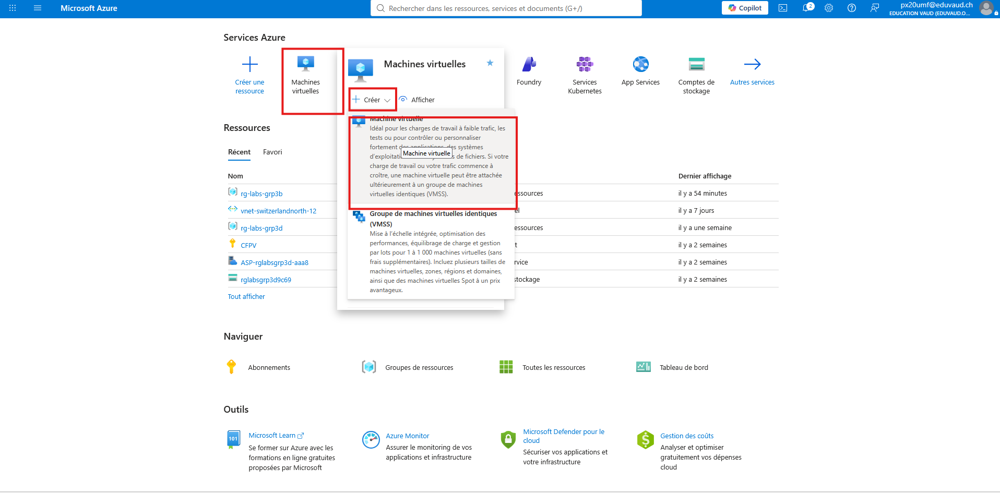 Microsoft Azure
Rechercher dans les ressources, services et documents (G+/)
Copilot
2
px20umf@eduvaud.ch
EDUCATION VAUD (EDUVAUD.O...
Services Azure
Créer une
ressource
Machines
virtuelles
Machines virtuelles
Créer
Afficher
Foundry
Services
Kubernetes
App Services
Comptes de
stockage
Autres services
Machine virtuelle
Idéal pour les charges de travail à faible trafic, les
tests ou pour contrôler ou personnaliser
fortement des applications, des systèmes
d'exploitati
s de fichiers. Si votre
Machine virtuelle
charge de travail ou votre trafic commence à
croître, une machine virtuelle peut être attachée
ultérieurement à un groupe de machines
virtuelles identiques (VMSS).
Groupe de machines virtuelles identiques
(VMSS)
Mise à l'échelle intégrée, optimisation des
performances, équilibrage de charge et gestion
par lots pour 1 à 1 000 machines virtuelles (sans
frais supplémentaires). Incluez plusieurs tailles de
machines virtuelles, zones, régions et domaines,
ainsi que des machines virtuelles Spot à un prix
avantageux.
Ressources
Récent
Favori
Nom
Dernier affichage
rg-labs-grp3b
essources
il y a 54 minutes
vnet-switzerlandnorth-12
el
il y a 7 jours
rg-labs-grp3d
essources
il y a une semaine
CFPV
t
il y a 2 semaines
ASP-rglabsgrp3d-aaa8
rvice
il y a 2 semaines
rglabsgrp3d9c69
stockage
il y a 2 semaines
Tout afficher
Naviguer
Abonnements
Groupes de ressources
Toutes les ressources
Tableau de bord
Outils
101
Microsoft Learn
Se former sur Azure avec les
formations en ligne gratuites
proposées par Microsoft
Azure Monitor
Assurer le monitoring de vos
applications et infrastructure
Microsoft Defender pour le
cloud
Sécuriser vos applications et
votre infrastructure
Gestion des coûts
Analyser et optimiser
gratuitement vos dépenses
cloud